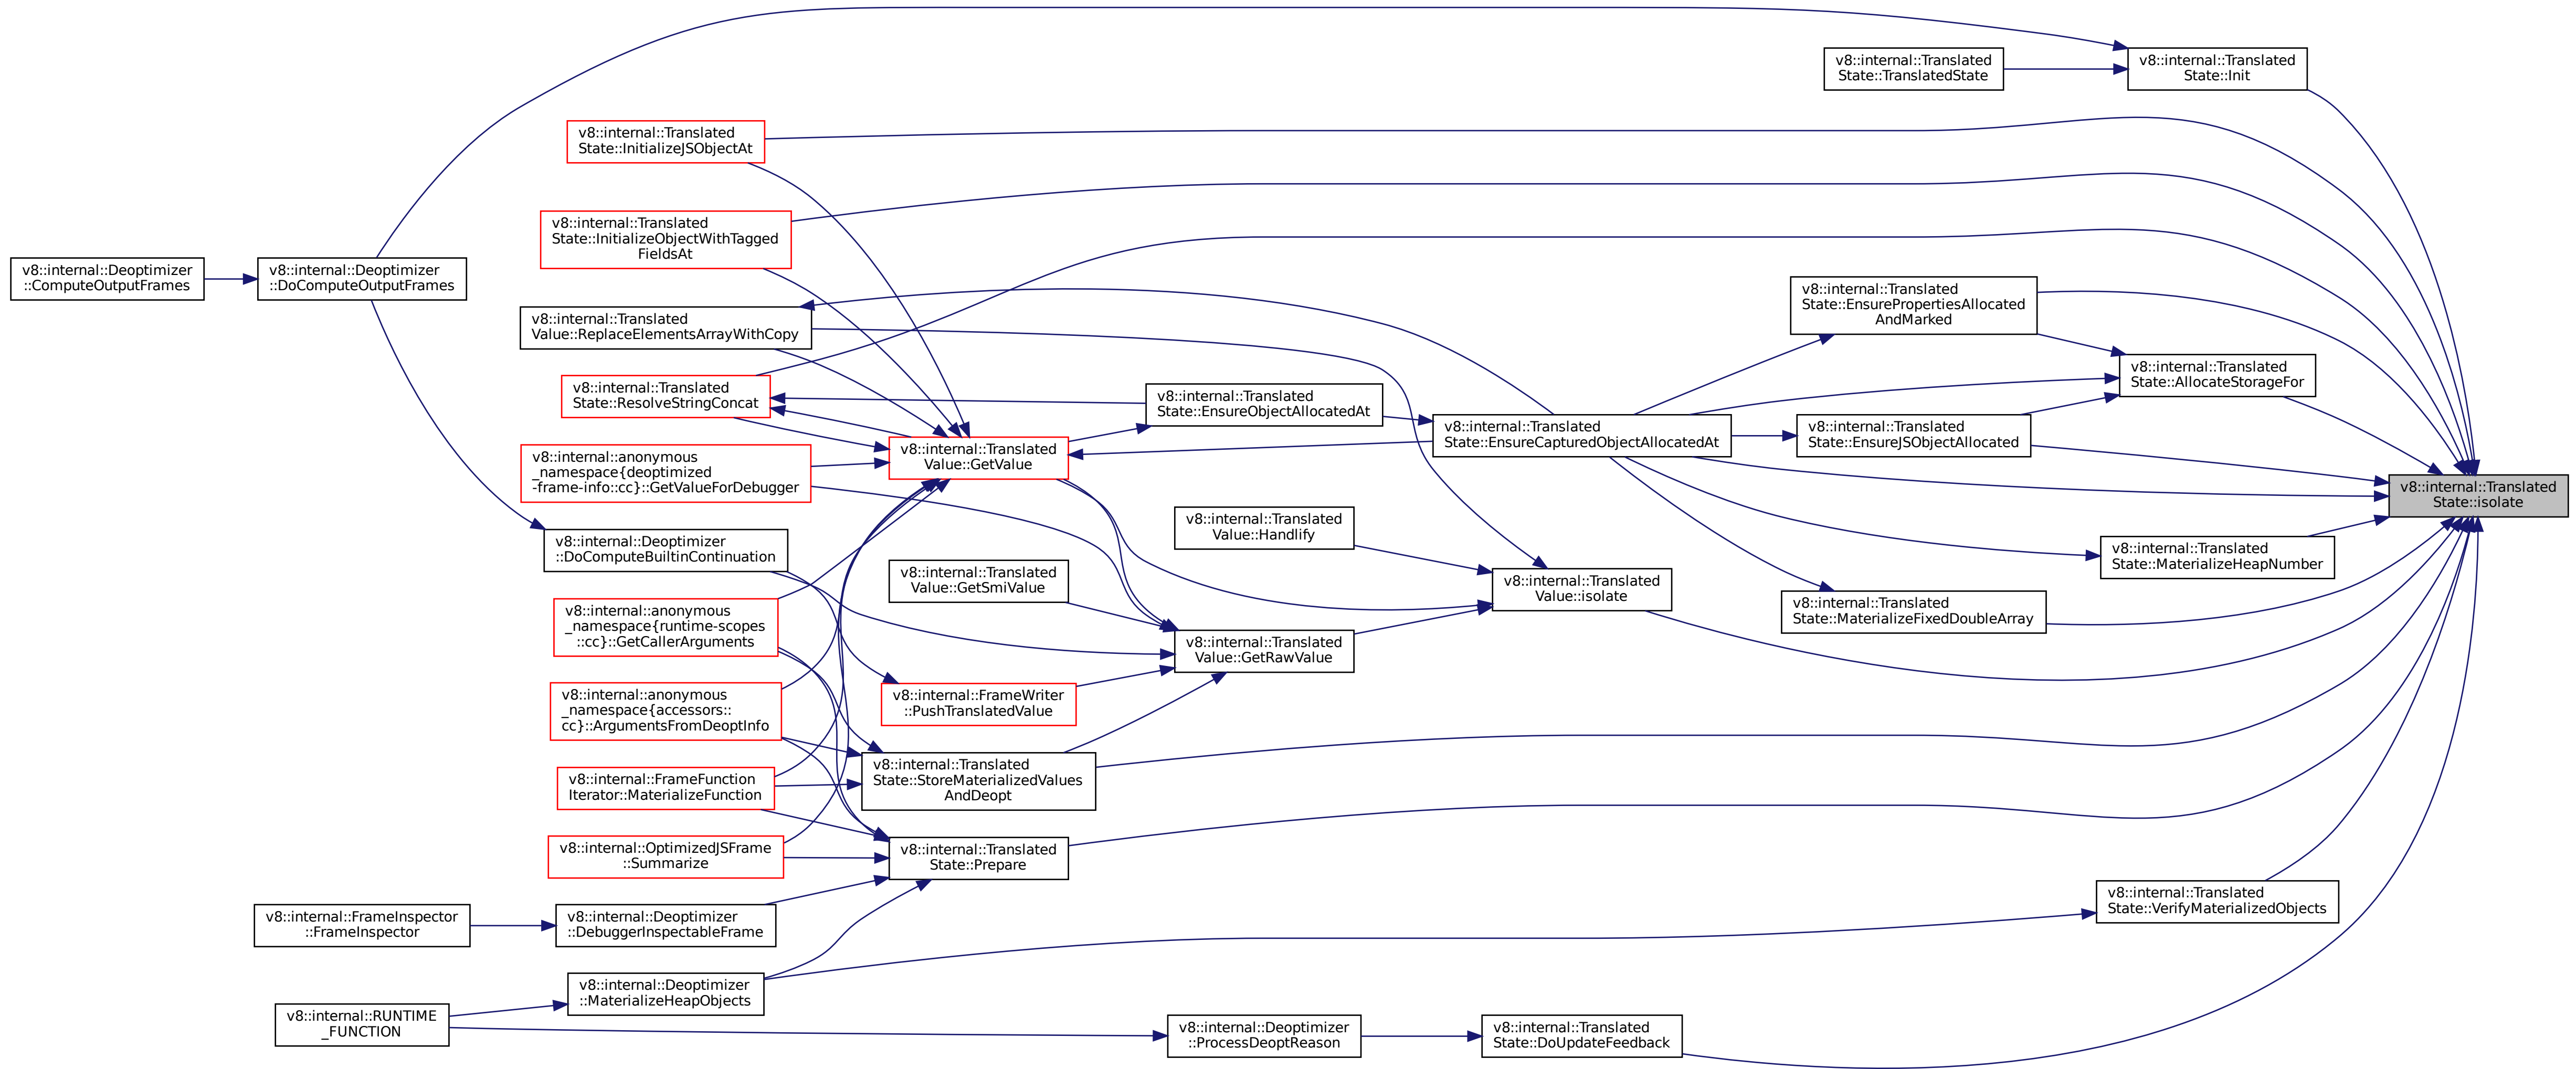 v8::internal::Translated
State::Init
v8::internal::Translated
State::TranslatedState
v8::internal::Translated
State::InitializeJSObjectAt
v8::internal::Translated
State::InitializeObjectWithTagged
FieldsAt
v8::internal::Deoptimizer
::ComputeOutputFrames
v8::internal::Deoptimizer
::DoComputeOutputFrames
v8::internal::Translated
Value::ReplaceElementsArrayWithCopy
v8::internal::Translated
State::EnsurePropertiesAllocated
AndMarked
v8::internal::Translated
State::AllocateStorageFor
v8::internal::Translated
State::ResolveStringConcat
v8::internal::Translated
State::EnsureObjectAllocatedAt
v8::internal::Translated
State::EnsureCapturedObjectAllocatedAt
v8::internal::Translated
State::EnsureJSObjectAllocated
v8::internal::Translated
Value::GetValue
v8::internal::anonymous
_namespace{deoptimized
-frame-info::cc}::GetValueForDebugger
v8::internal::Translated
State::isolate
v8::internal::Translated
Value::Handlify
v8::internal::Deoptimizer
::DoComputeBuiltinContinuation
v8::internal::Translated
State::MaterializeHeapNumber
v8::internal::Translated
Value::GetSmiValue
v8::internal::Translated
Value::isolate
v8::internal::Translated
State::MaterializeFixedDoubleArray
v8::internal::anonymous
_namespace{runtime-scopes
::cc}::GetCallerArguments
v8::internal::Translated
Value::GetRawValue
v8::internal::FrameWriter
::PushTranslatedValue
v8::internal::anonymous
_namespace{accessors::
cc}::ArgumentsFromDeoptInfo
v8::internal::Translated
State::StoreMaterializedValues
AndDeopt
v8::internal::FrameFunction
Iterator::MaterializeFunction
v8::internal::OptimizedJSFrame
::Summarize
v8::internal::Translated
State::Prepare
v8::internal::Translated
State::VerifyMaterializedObjects
v8::internal::FrameInspector
::FrameInspector
v8::internal::Deoptimizer
::DebuggerInspectableFrame
v8::internal::Deoptimizer
::MaterializeHeapObjects
v8::internal::RUNTIME
_FUNCTION
v8::internal::Deoptimizer
::ProcessDeoptReason
v8::internal::Translated
State::DoUpdateFeedback